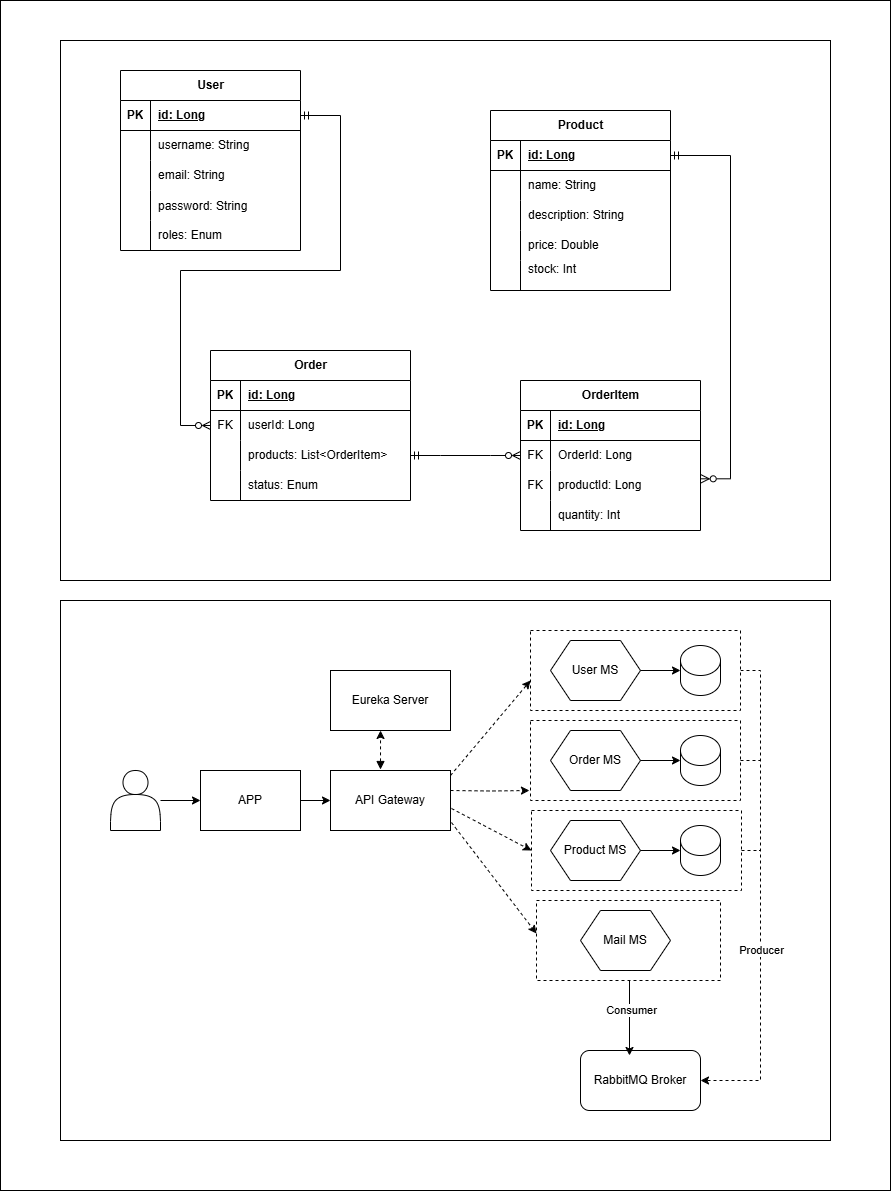 User
PK id: Long
username: String
email: String
password: String
roles: Enum
Product
PK id: Long
name: String
description: String
price: Double
stock: Int
Order
PK id: Long
FK userId: Long
products: List<OrderItem>
status: Enum
OrderItem
PK id: Long
FK OrderId: Long
FK productId: Long
quantity: Int
User MS
Eureka Server
Order MS
APP
API Gateway
Product MS
Mail MS
Producer
Consumer
RabbitMQ Broker